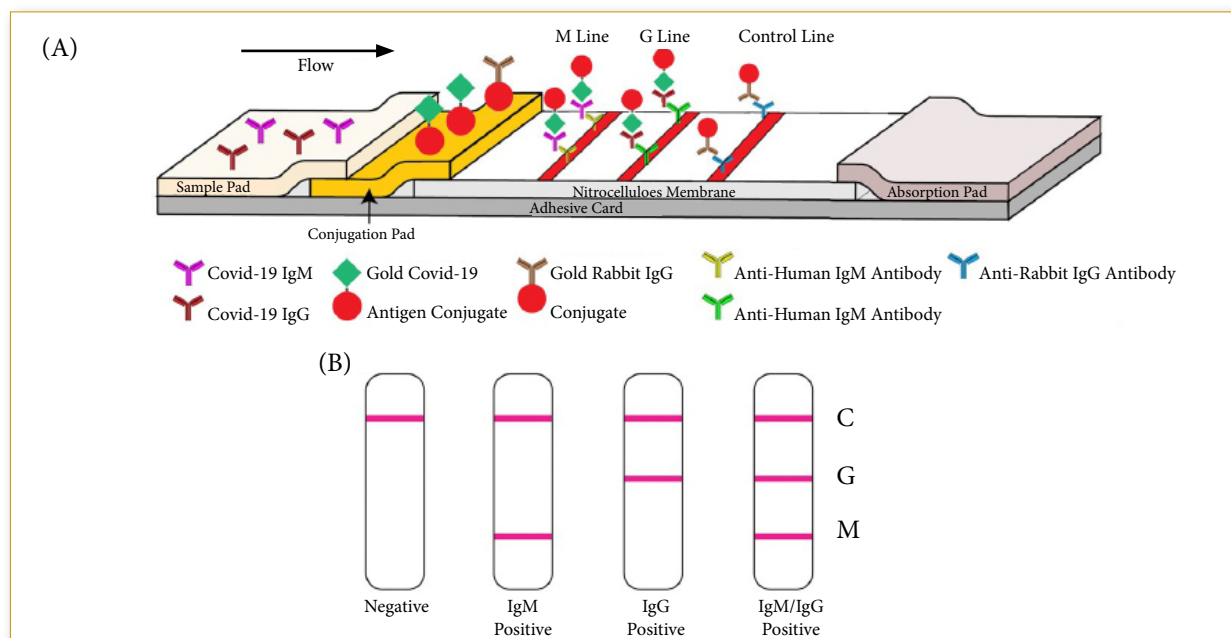 (A)
Flow
M Line
G Line
Control Line
Sample Pad
Nitrocelluloes Membrane
Absorption Pad
Adhesive Card
Conjugation Pad
Covid-19 IgM
Gold Covid-19
Gold Rabbit IgG
Anti-Human IgM Antibody
Anti-Rabbit IgG Antibody
Covid-19 IgG
Antigen Conjugate
Conjugate
Anti-Human IgM Antibody
(B)
C
G
M
Negative
IgM
Positive
IgG
Positive
IgM/IgG
Positive